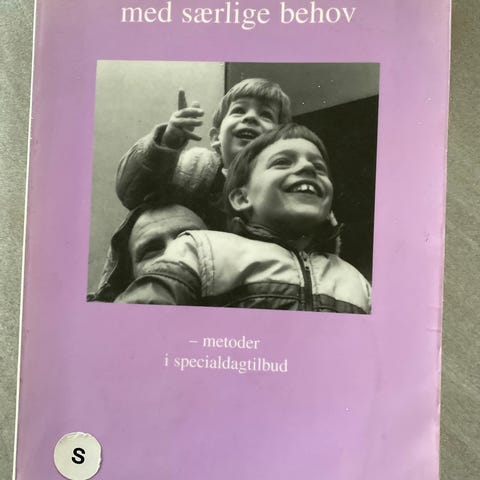 med særlige behov
– metoder
i specialdagtilbud
S